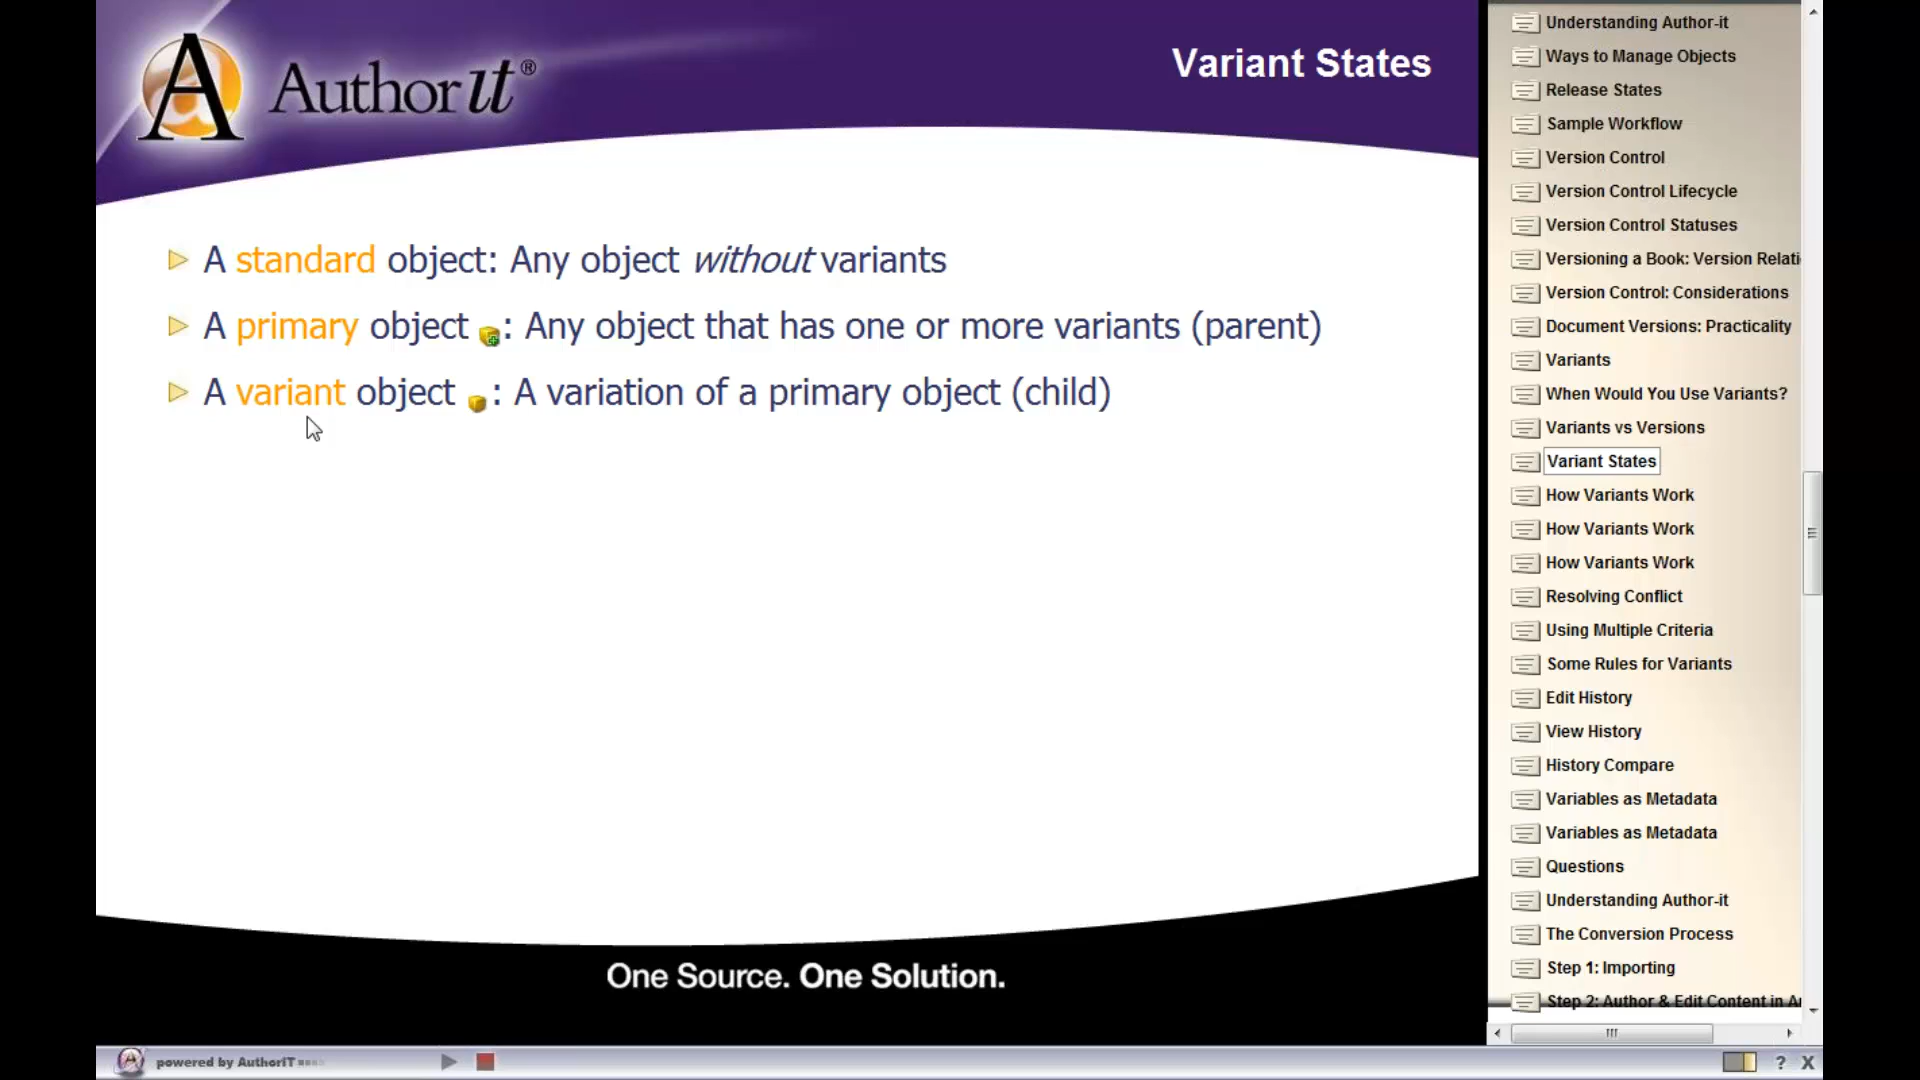 Author it®
Variant States
A standard object: Any object without variants
A primary object : Any object that has one or more variants (parent)
A variant object : A variation of a primary object (child)
One Source. One Solution.
Understanding Author-it
Ways to Manage Objects
Release States
Sample Workflow
Version Control
Version Control Lifecycle
Version Control Statuses
Versioning a Book: Version Relati
Version Control: Considerations
Document Versions: Practicality
Variants
When Would You Use Variants?
Variants vs Versions
Variant States
How Variants Work
How Variants Work
How Variants Work
Resolving Conflict
Using Multiple Criteria
Some Rules for Variants
Edit History
View History
History Compare
Variables as Metadata
Variables as Metadata
Questions
Understanding Author-it
The Conversion Process
Step 1: Importing
Step 2: Author & Edit Content in A
powered by AuthorIT
? X